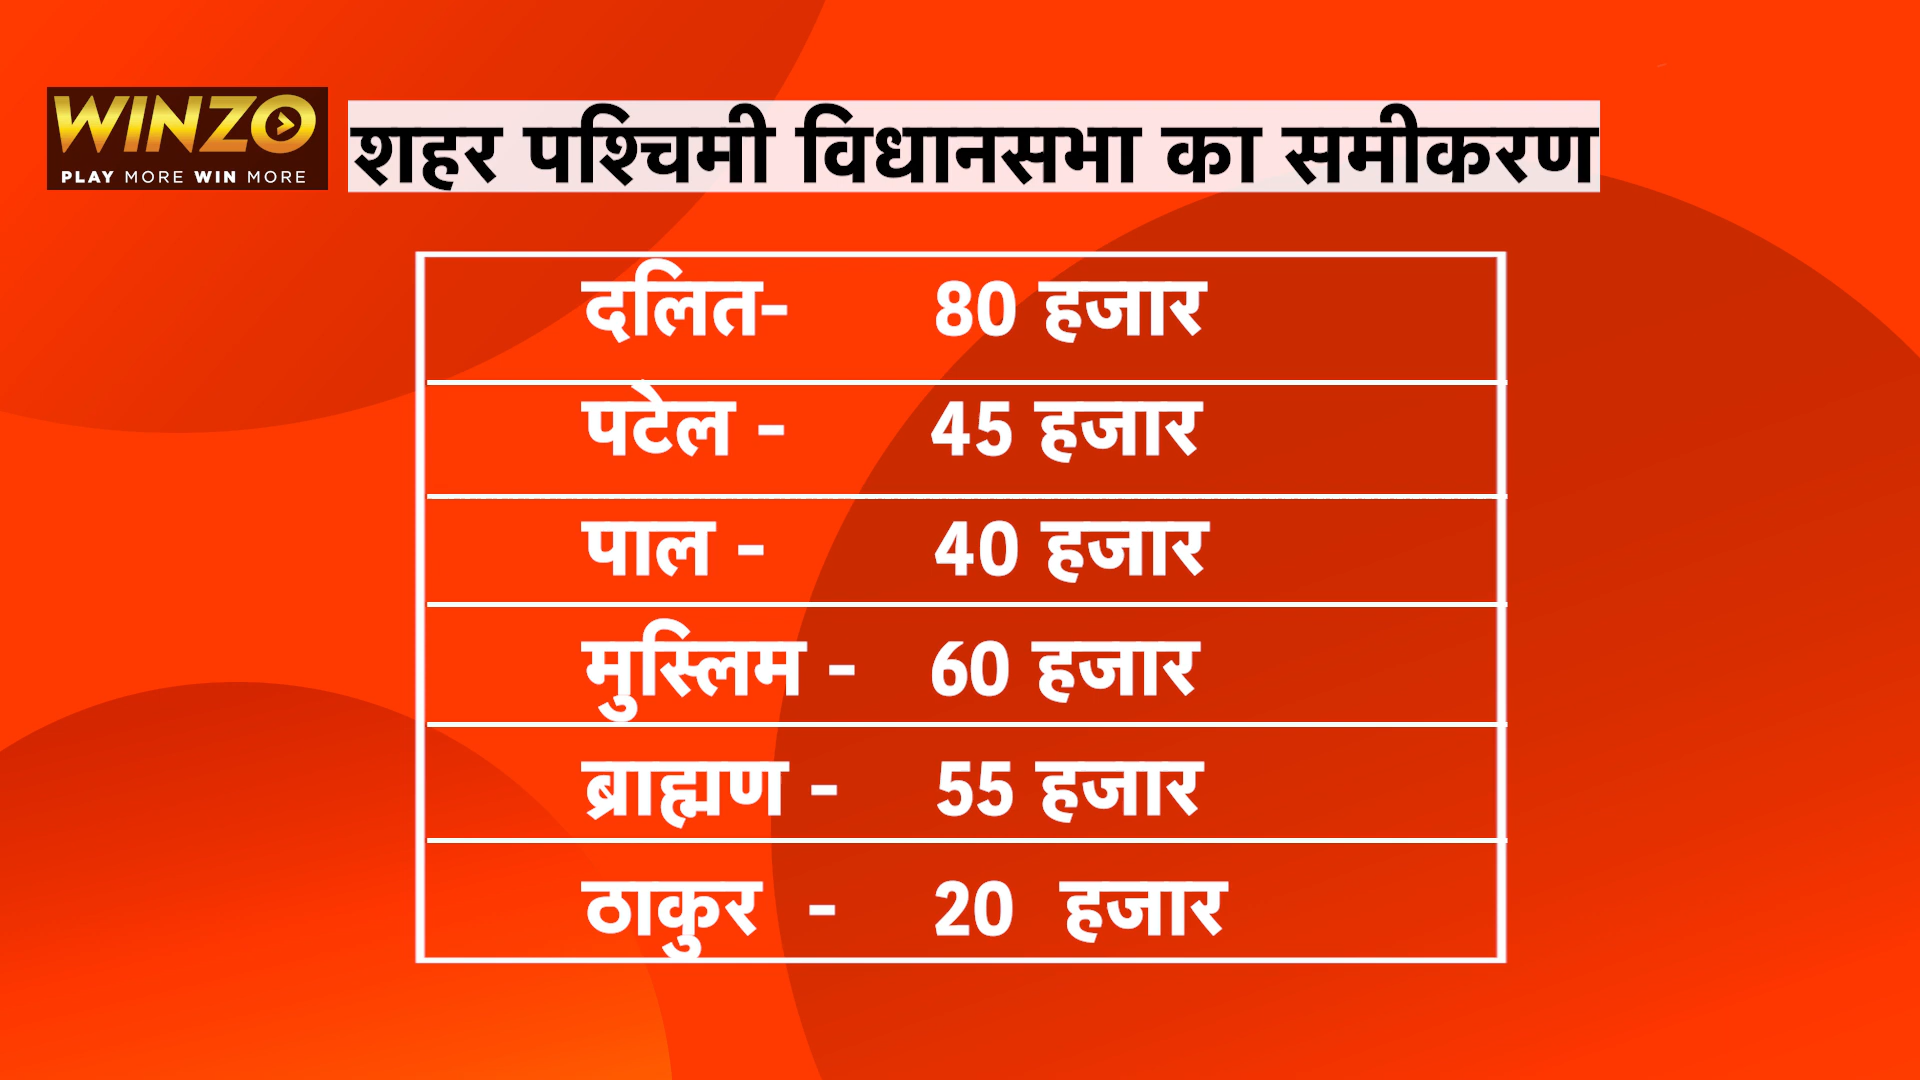 WINZO
PLAY MORE WIN MORE
शहर पश्चिमी विधानसभा का समीकरण
दलित- 80 हजार
पटेल - 45 हजार
पाल - 40 हजार
मुस्लिम - 60 हजार
ब्राह्मण - 55 हजार
ठाकुर - 20 हजार